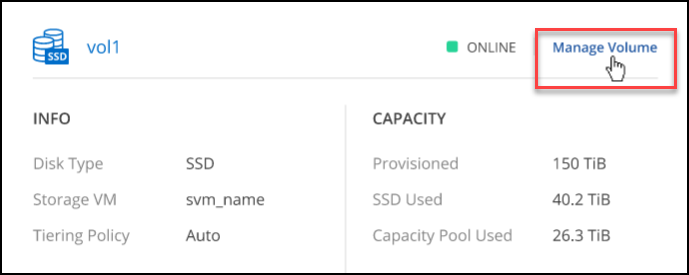 SSD vol1 ONLINE Manage Volume
INFO
Disk Type SSD
Storage VM svm_name
Tiering Policy Auto
CAPACITY
Provisioned 150 TiB
SSD Used 40.2 TiB
Capacity Pool Used 26.3 TiB